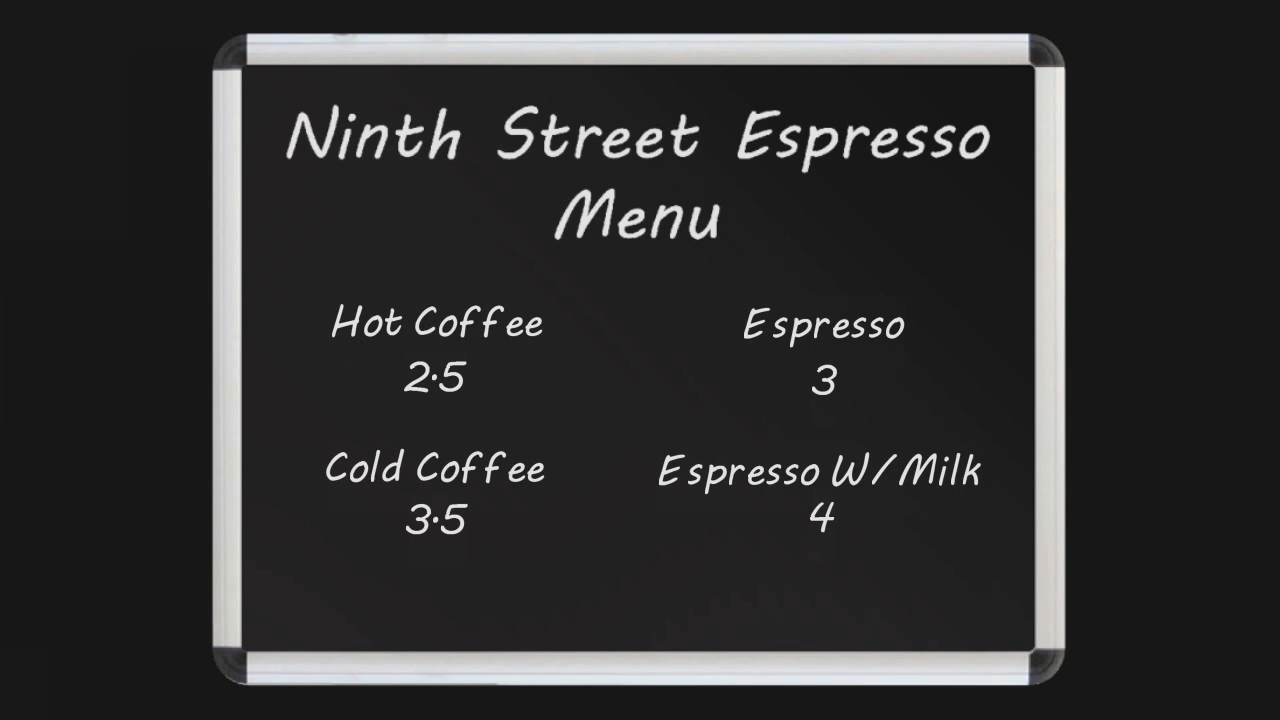 Ninth Street Espresso
Menu
Hot Coffee
2·5
Espresso
3
Cold Coffee
3·5
Espresso W/Milk
4